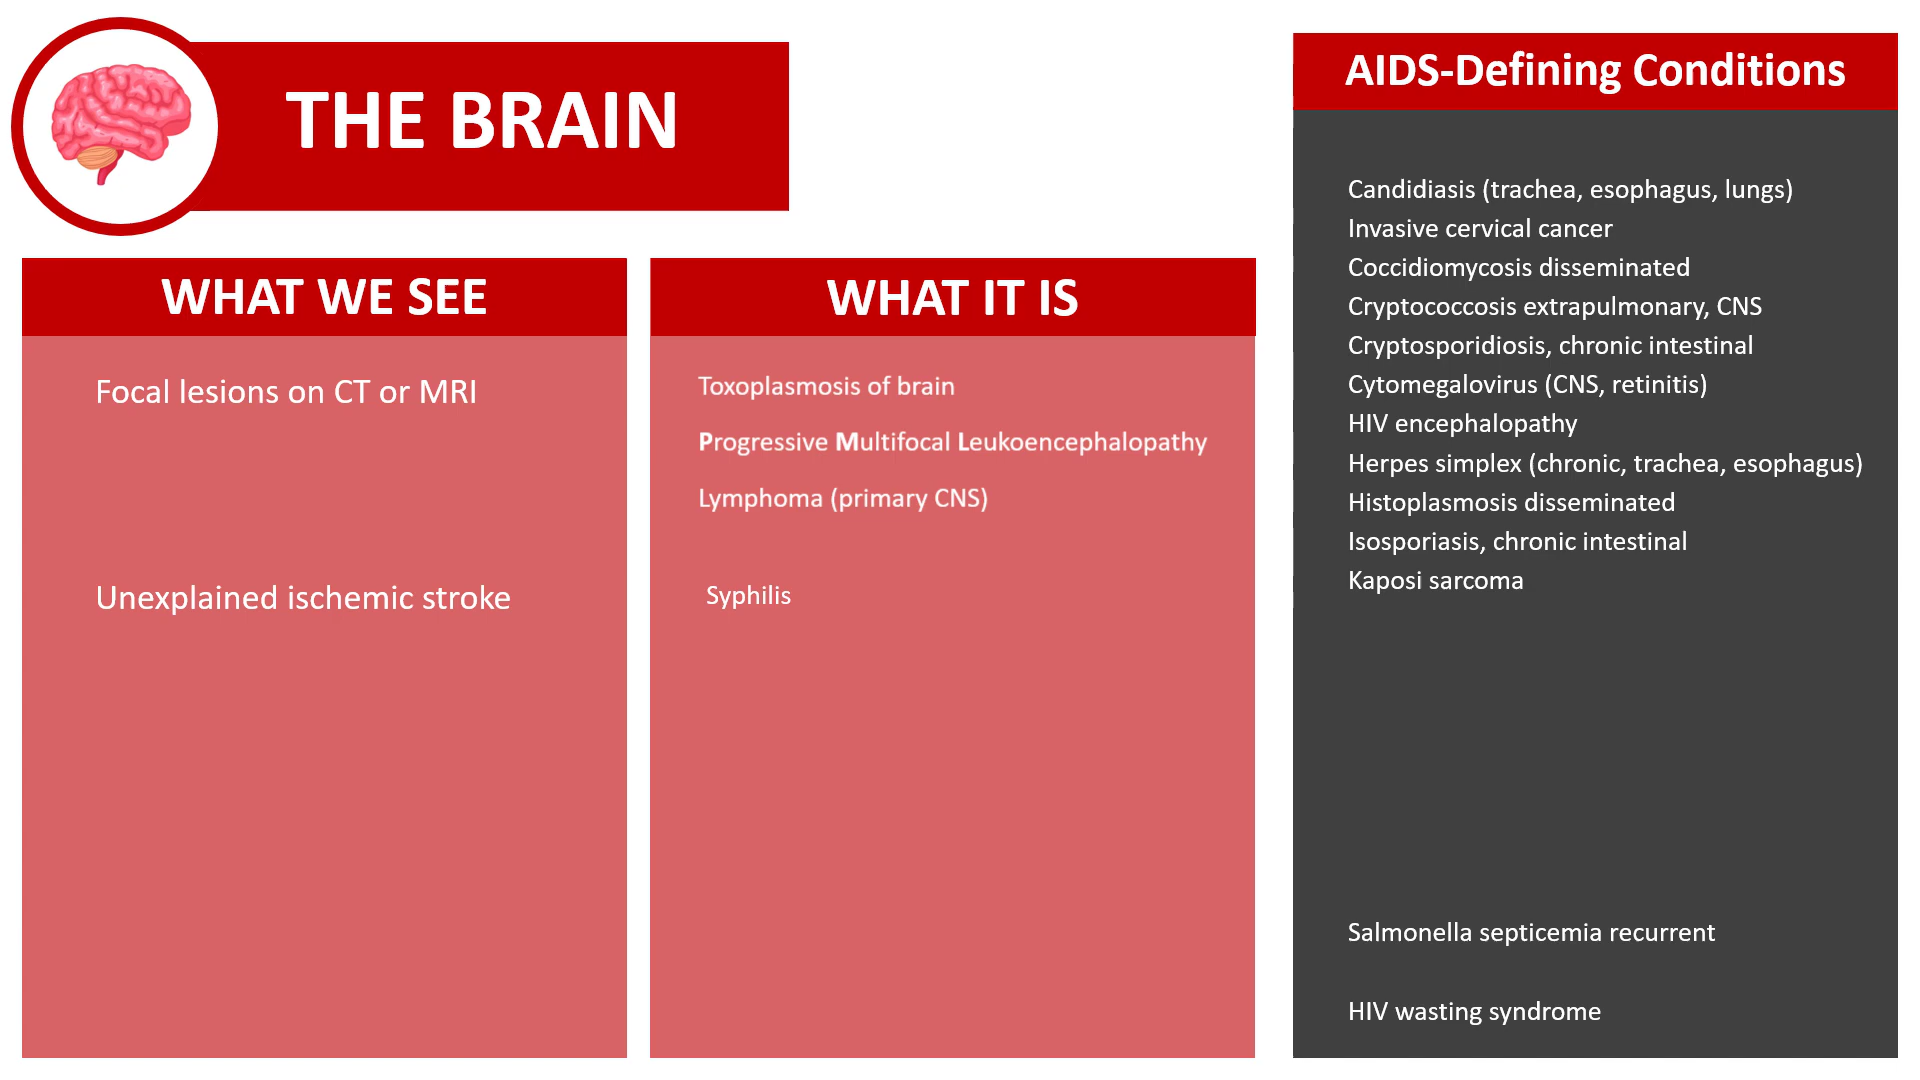 THE BRAIN
WHAT WE SEE
Focal lesions on CT or MRI
Unexplained ischemic stroke
WHAT IT IS
Toxoplasmosis of brain
Progressive Multifocal Leukoencephalopathy
Lymphoma (primary CNS)
Syphilis
AIDS-Defining Conditions
Candidiasis (trachea, esophagus, lungs)
Invasive cervical cancer
Coccidiomycosis disseminated
Cryptococcosis extrapulmonary, CNS
Cryptosporidiosis, chronic intestinal
Cytomegalovirus (CNS, retinitis)
HIV encephalopathy
Herpes simplex (chronic, trachea, esophagus)
Histoplasmosis disseminated
Isosporiasis, chronic intestinal
Kaposi sarcoma
Salmonella septicemia recurrent
HIV wasting syndrome